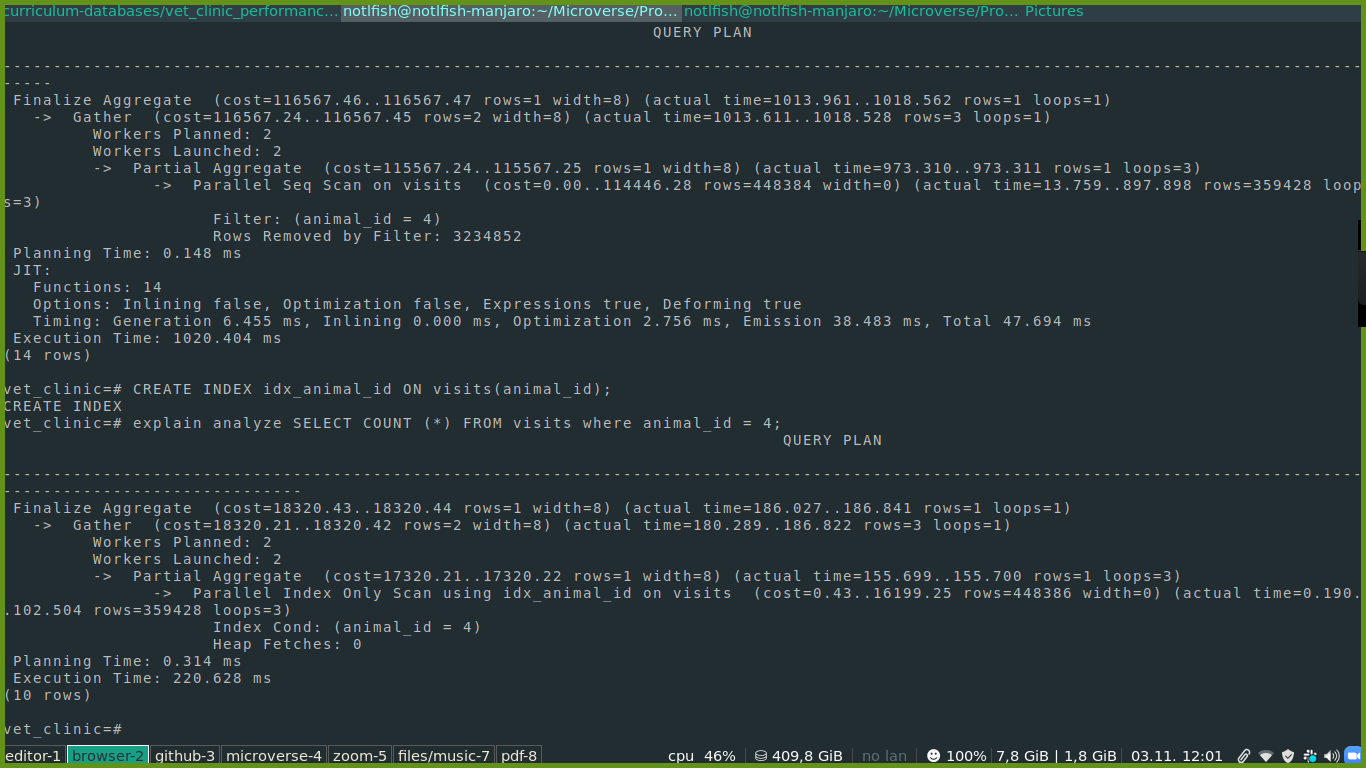 curriculum-databases/vet_clinic_performanc... notlfish@notlfish-manjaro:~/Microverse/Pro... notlfish@notlfish-manjaro:~/Microverse/Pro... Pictures
QUERY PLAN
---------------------------------------------------------------------------------------------------------------------------------------
-----
Finalize Aggregate (cost=116567.46..116567.47 rows=1 width=8) (actual time=1013.961..1018.562 rows=1 loops=1)
-> Gather (cost=116567.24..116567.45 rows=2 width=8) (actual time=1013.611..1018.528 rows=3 loops=1)
Workers Planned: 2
Workers Launched: 2
-> Partial Aggregate (cost=115567.24..115567.25 rows=1 width=8) (actual time=973.310..973.311 rows=1 loops=3)
-> Parallel Seq Scan on visits (cost=0.00..114446.28 rows=448384 width=0) (actual time=13.759..897.898 rows=359428 loop
s=3)
Filter: (animal_id = 4)
Rows Removed by Filter: 3234852
Planning Time: 0.148 ms
JIT:
Functions: 14
Options: Inlining false, Optimization false, Expressions true, Deforming true
Timing: Generation 6.455 ms, Inlining 0.000 ms, Optimization 2.756 ms, Emission 38.483 ms, Total 47.694 ms
Execution Time: 1020.404 ms
(14 rows)
vet_clinic=# CREATE INDEX idx_animal_id ON visits(animal_id);
CREATE INDEX
vet_clinic=# explain analyze SELECT COUNT (*) FROM visits where animal_id = 4;
QUERY PLAN
---------------------------------------------------------------------------------------------------------------------------------------
------------------------------
Finalize Aggregate (cost=18320.43..18320.44 rows=1 width=8) (actual time=186.027..186.841 rows=1 loops=1)
-> Gather (cost=18320.21..18320.42 rows=2 width=8) (actual time=180.289..186.822 rows=3 loops=1)
Workers Planned: 2
Workers Launched: 2
-> Partial Aggregate (cost=17320.21..17320.22 rows=1 width=8) (actual time=155.699..155.700 rows=1 loops=3)
-> Parallel Index Only Scan using idx_animal_id on visits (cost=0.43..16199.25 rows=448386 width=0) (actual time=0.190.
.102.504 rows=359428 loops=3)
Index Cond: (animal_id = 4)
Heap Fetches: 0
Planning Time: 0.314 ms
Execution Time: 220.628 ms
(10 rows)
vet_clinic=#
editor-1 browser-2 github-3 microverse-4 zoom-5 files/music-7 pdf-8 cpu 46% 409,8 GiB no lan 100% 7,8 GiB | 1,8 GiB 03.11. 12:01